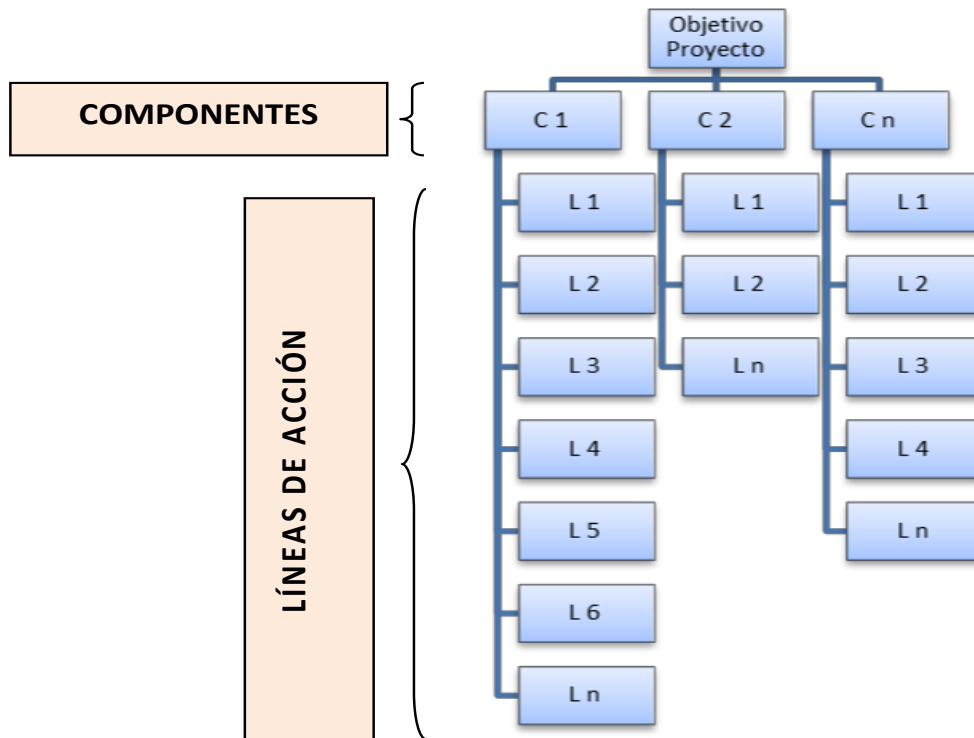 Objetivo
Proyecto
COMPONENTES
C 1
C 2
C n
LÍNEAS DE ACCIÓN
L 1
L 2
L 3
L 4
L 5
L 6
L n
L 1
L 2
L n
L 1
L 2
L 3
L 4
L n